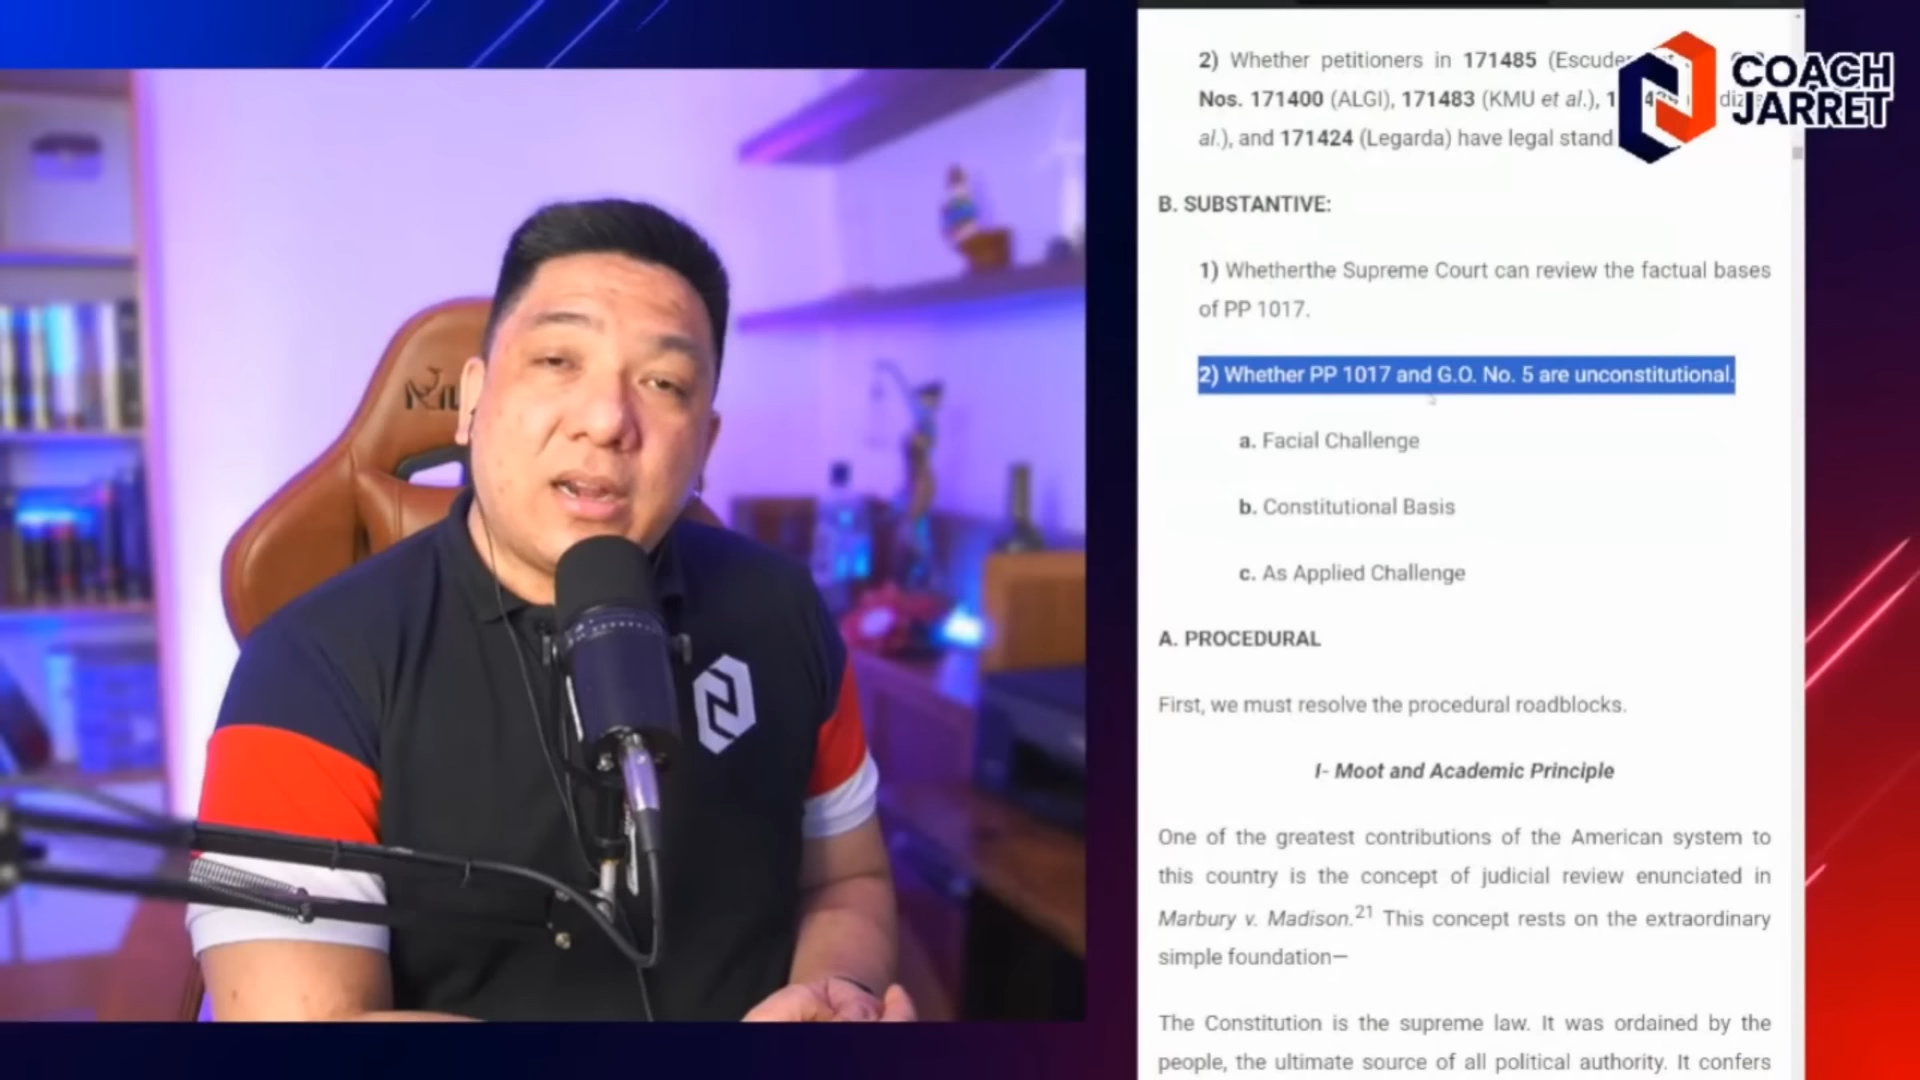 COACH
JARRET
2) Whether petitioners in 171485 (Escude
Nos. 171400 (ALGI), 171483 (KMU et al.),
al.), and 171424 (Legarda) have legal stand
B. SUBSTANTIVE:
1) Whetherthe Supreme Court can review the factual bases
of PP 1017.
2) Whether PP 1017 and G.O. No. 5 are unconstitutional.
a. Facial Challenge
b. Constitutional Basis
c. As Applied Challenge
A. PROCEDURAL
First, we must resolve the procedural roadblocks.
I- Moot and Academic Principle
One of the greatest contributions of the American system to
this country is the concept of judicial review enunciated in
Marbury v. Madison.21 This concept rests on the extraordinary
simple foundation—
The Constitution is the supreme law. It was ordained by the
people, the ultimate source of all political authority. It confers